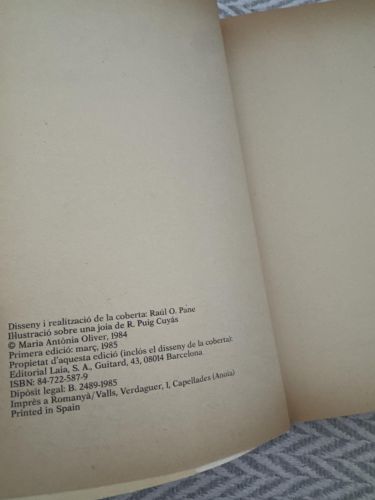 Disseny i realització de la coberta: Raúl O. Pane
Il·lustració sobre una joia de R. Puig Cuyás
© Maria Antònia Oliver, 1984
Primera edició: març, 1985
Propietat d'aquesta edició (inclòs el disseny de la coberta):
Editorial Laia, S. A., Guitard, 43, 08014 Barcelona
ISBN: 84-722-587-9
Dipòsit legal: B. 2489-1985
Imprès a Romanyà/Valls, Verdaguer, 1, Capellades (Anoia)
Printed in Spain